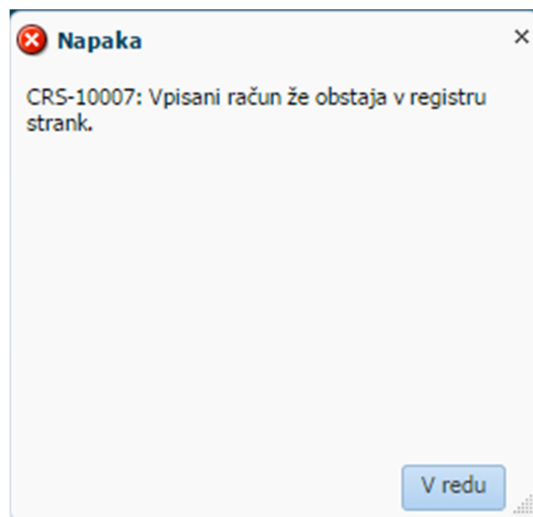 Napaka
CRS-10007: Vpisani račun že obstaja v registru
strank.
V redu